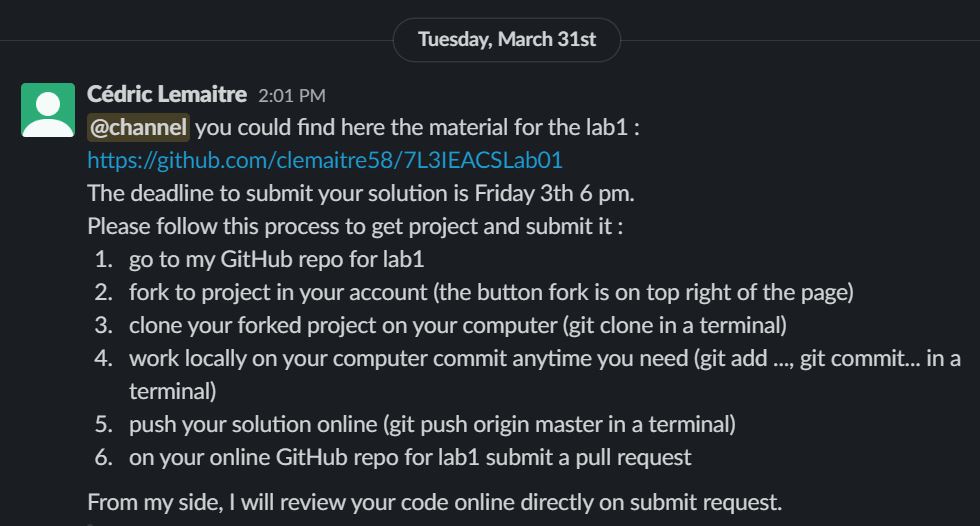 Tuesday, March 31st
Cédric Lemaitre 2:01 PM
@channel you could find here the material for the lab1 :
https://github.com/clemaitre58/7L3IEACSLab01
The deadline to submit your solution is Friday 3th 6 pm.
Please follow this process to get project and submit it :
1. go to my GitHub repo for lab1
2. fork to project in your account (the button fork is on top right of the page)
3. clone your forked project on your computer (git clone in a terminal)
4. work locally on your computer commit anytime you need (git add ..., git commit... in a
terminal)
5. push your solution online (git push origin master in a terminal)
6. on your online GitHub repo for lab1 submit a pull request
From my side, I will review your code online directly on submit request.